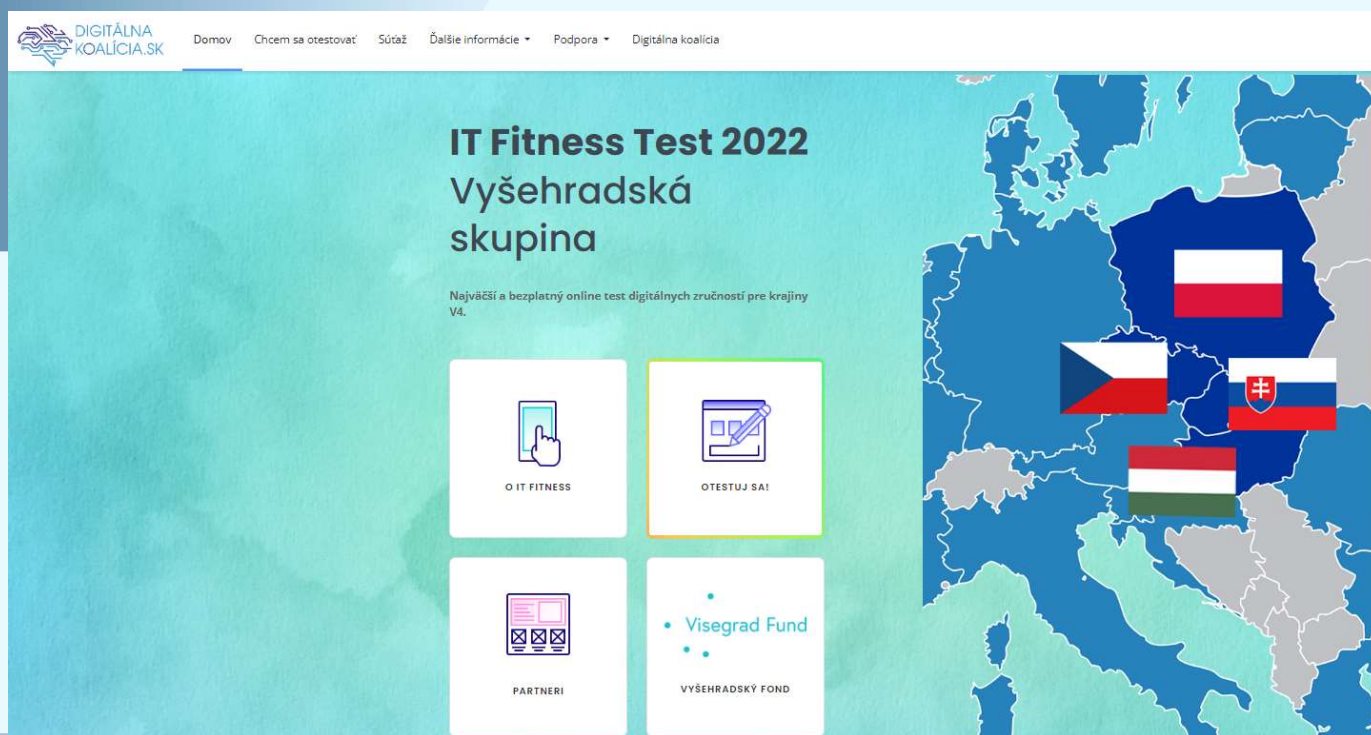 DIGITÁLNA
KOALÍCIA.SK
Domov Chcem sa otestovať Súťaž Ďalšie informácie Podpora Digitálna koalícia
IT Fitness Test 2022
Vyšehradská
skupina
Najväčší a bezplatný online test digitálnych zručností pre krajiny
V4.
O IT FITNESS
OTESTUJ SA!
PARTNERI
Visegrad Fund
VYŠEHRADSKÝ FOND